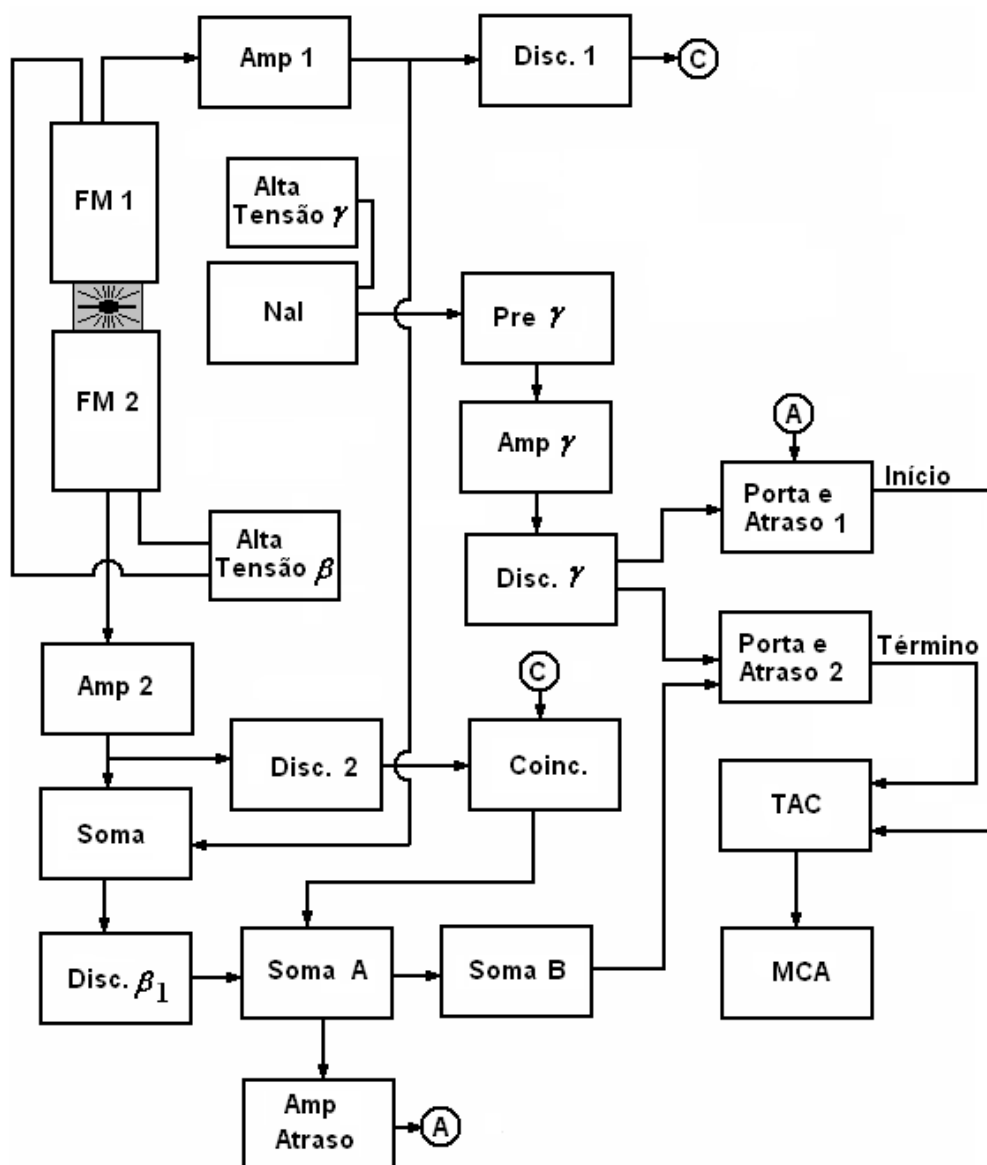 Amp 1
Disc. 1
C
FM 1
Alta
Tensão γ
NaI
Pre γ
FM 2
Amp γ
A
Porta e
Atraso 1
Início
Alta
Tensão β
Disc. γ
Porta e
Atraso 2
Término
Amp 2
C
Disc. 2
Coinc.
TAC
Soma
Disc. β1
Soma A
Soma B
MCA
Amp
Atraso
A